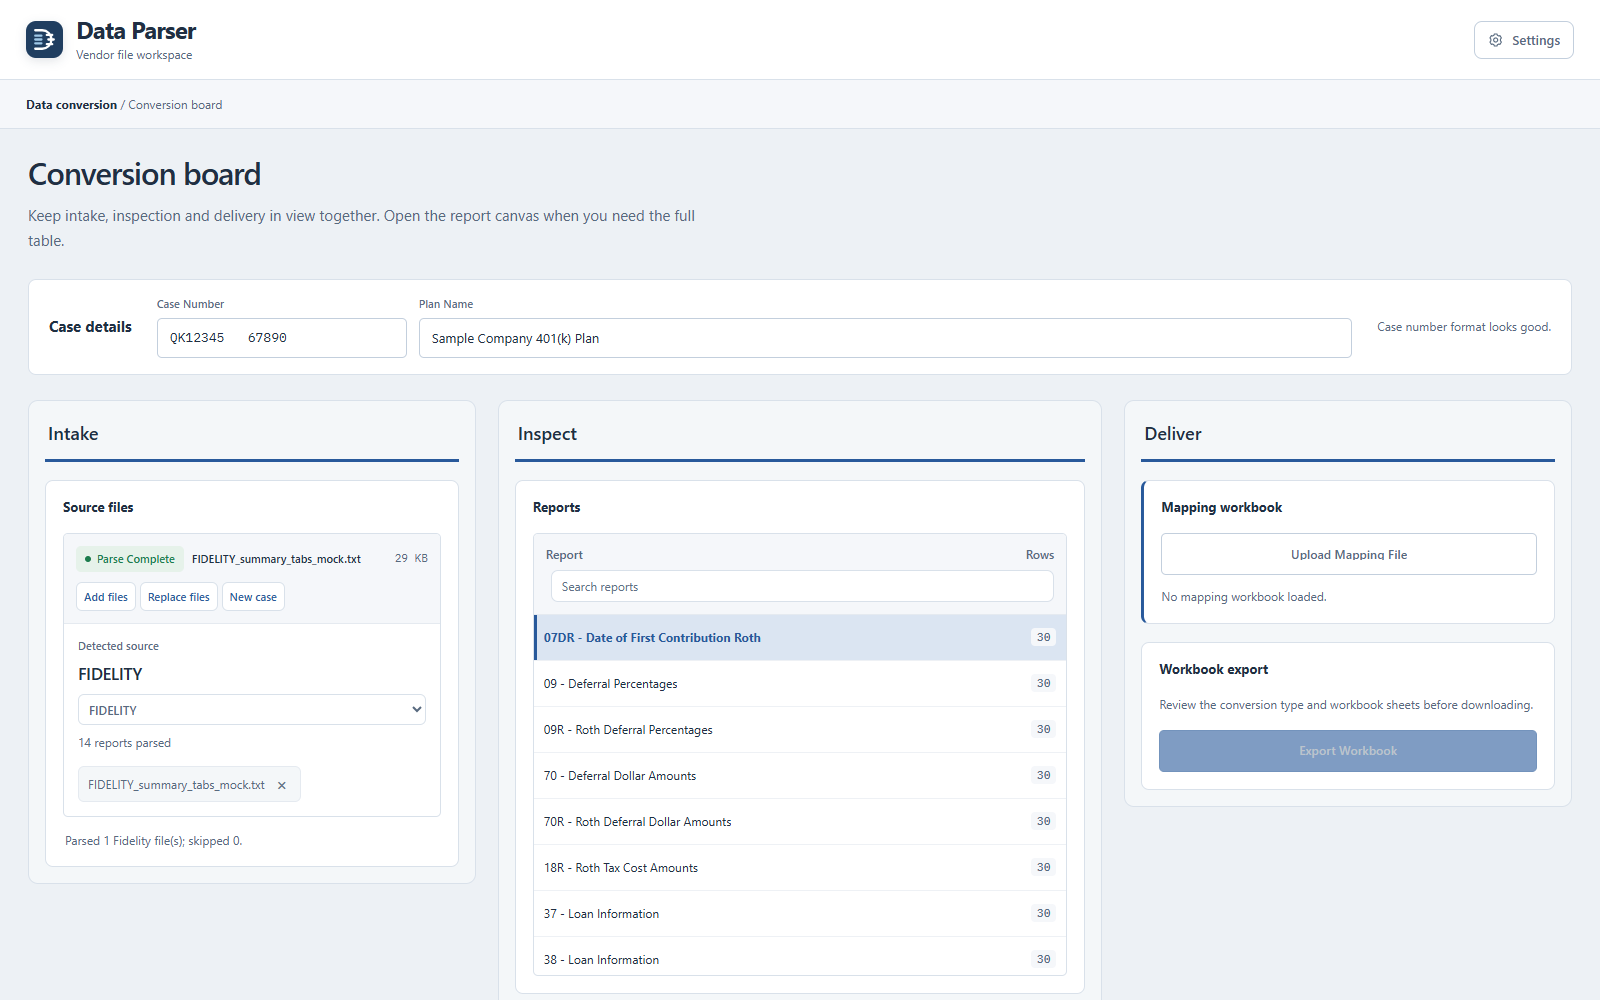 Data Parser
Vendor file workspace
Settings
Data conversion / Conversion board
Conversion board
Keep intake, inspection and delivery in view together. Open the report canvas when you need the full
table.
Case details
Case Number
QK12345   67890
Plan Name
Sample Company 401(k) Plan
Case number format looks good.
Intake
Source files
Parse Complete
FIDELITY_summary_tabs_mock.txt
29 KB
Add files
Replace files
New case
Detected source
FIDELITY
FIDELITY
14 reports parsed
FIDELITY_summary_tabs_mock.txt ×
Parsed 1 Fidelity file(s); skipped 0.
Inspect
Reports
Report Rows
Search reports
07DR - Date of First Contribution Roth 30
09 - Deferral Percentages 30
09R - Roth Deferral Percentages 30
70 - Deferral Dollar Amounts 30
70R - Roth Deferral Dollar Amounts 30
18R - Roth Tax Cost Amounts 30
37 - Loan Information 30
38 - Loan Information 30
Deliver
Mapping workbook
Upload Mapping File
No mapping workbook loaded.
Workbook export
Review the conversion type and workbook sheets before downloading.
Export Workbook